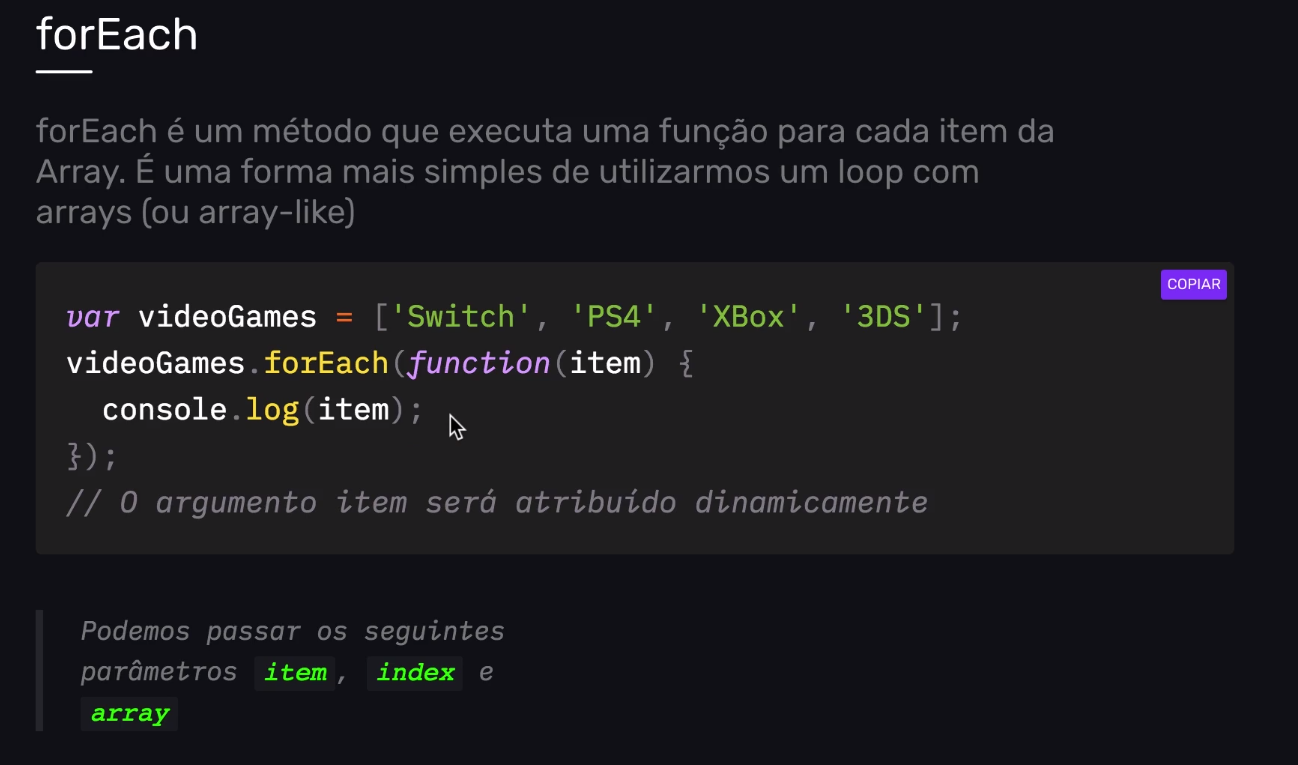 forEach
forEach é um método que executa uma função para cada item da
Array. É uma forma mais simples de utilizarmos um loop com
arrays (ou array-like)
COPIAR
var videoGames = ['Switch', 'PS4', 'XBox', '3DS'];
videoGames.forEach(function(item) {
  console.log(item);
});
// O argumento item será atribuído dinamicamente
Podemos passar os seguintes
parâmetros item, index e
array